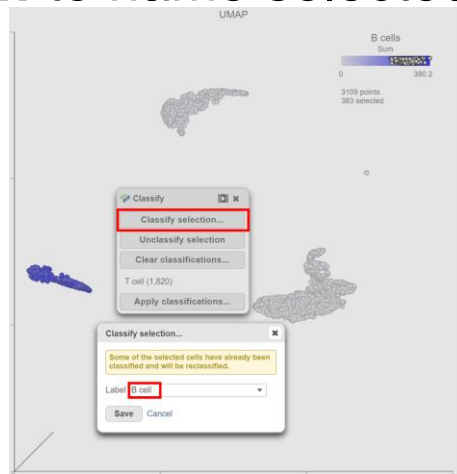 UMAP
B cells
Sum
0 380.2
3109 points
383 selected
Classify
Classify selection...
Unclassify selection
Clear classifications...
T cell (1,820)
Apply classifications...
Classify selection...
Some of the selected cells have already been
classified and will be reclassified.
Label B cell
Save Cancel